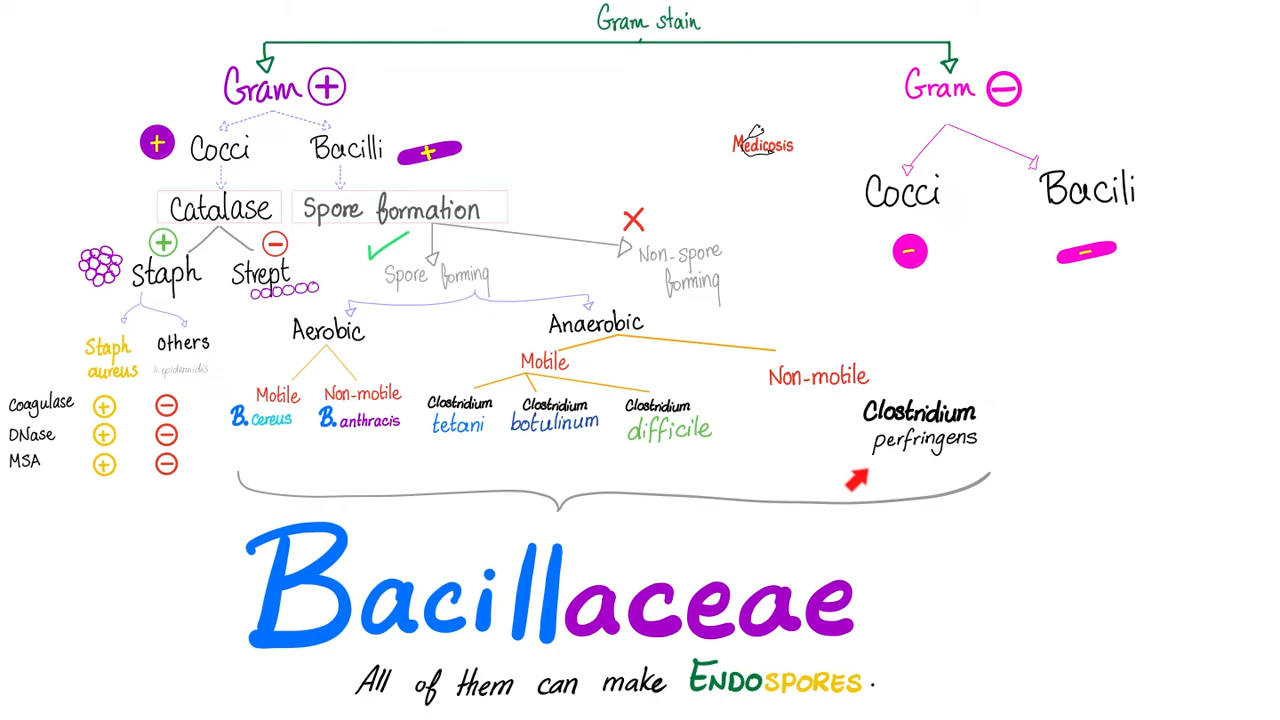 Gram stain
Gram +
Gram −
+ Cocci
Bacilli +
Medicosis
Cocci
Bacili
−
−
Catalase
Spore formation
+
−
Staph
Strept
Spore forming
Non-spore
forming
Aerobic
Anaerobic
Staph
aureus
Others
S. epidermidis
Motile
Non-motile
Motile
Non-motile
B. cereus
B. anthracis
Clostridium
tetani
Clostridium
botulinum
Clostridium
difficile
Clostridium
perfringens
Coagulase + −
DNase + −
MSA + −
Bacillaceae
All of them can make ENDOSPORES.